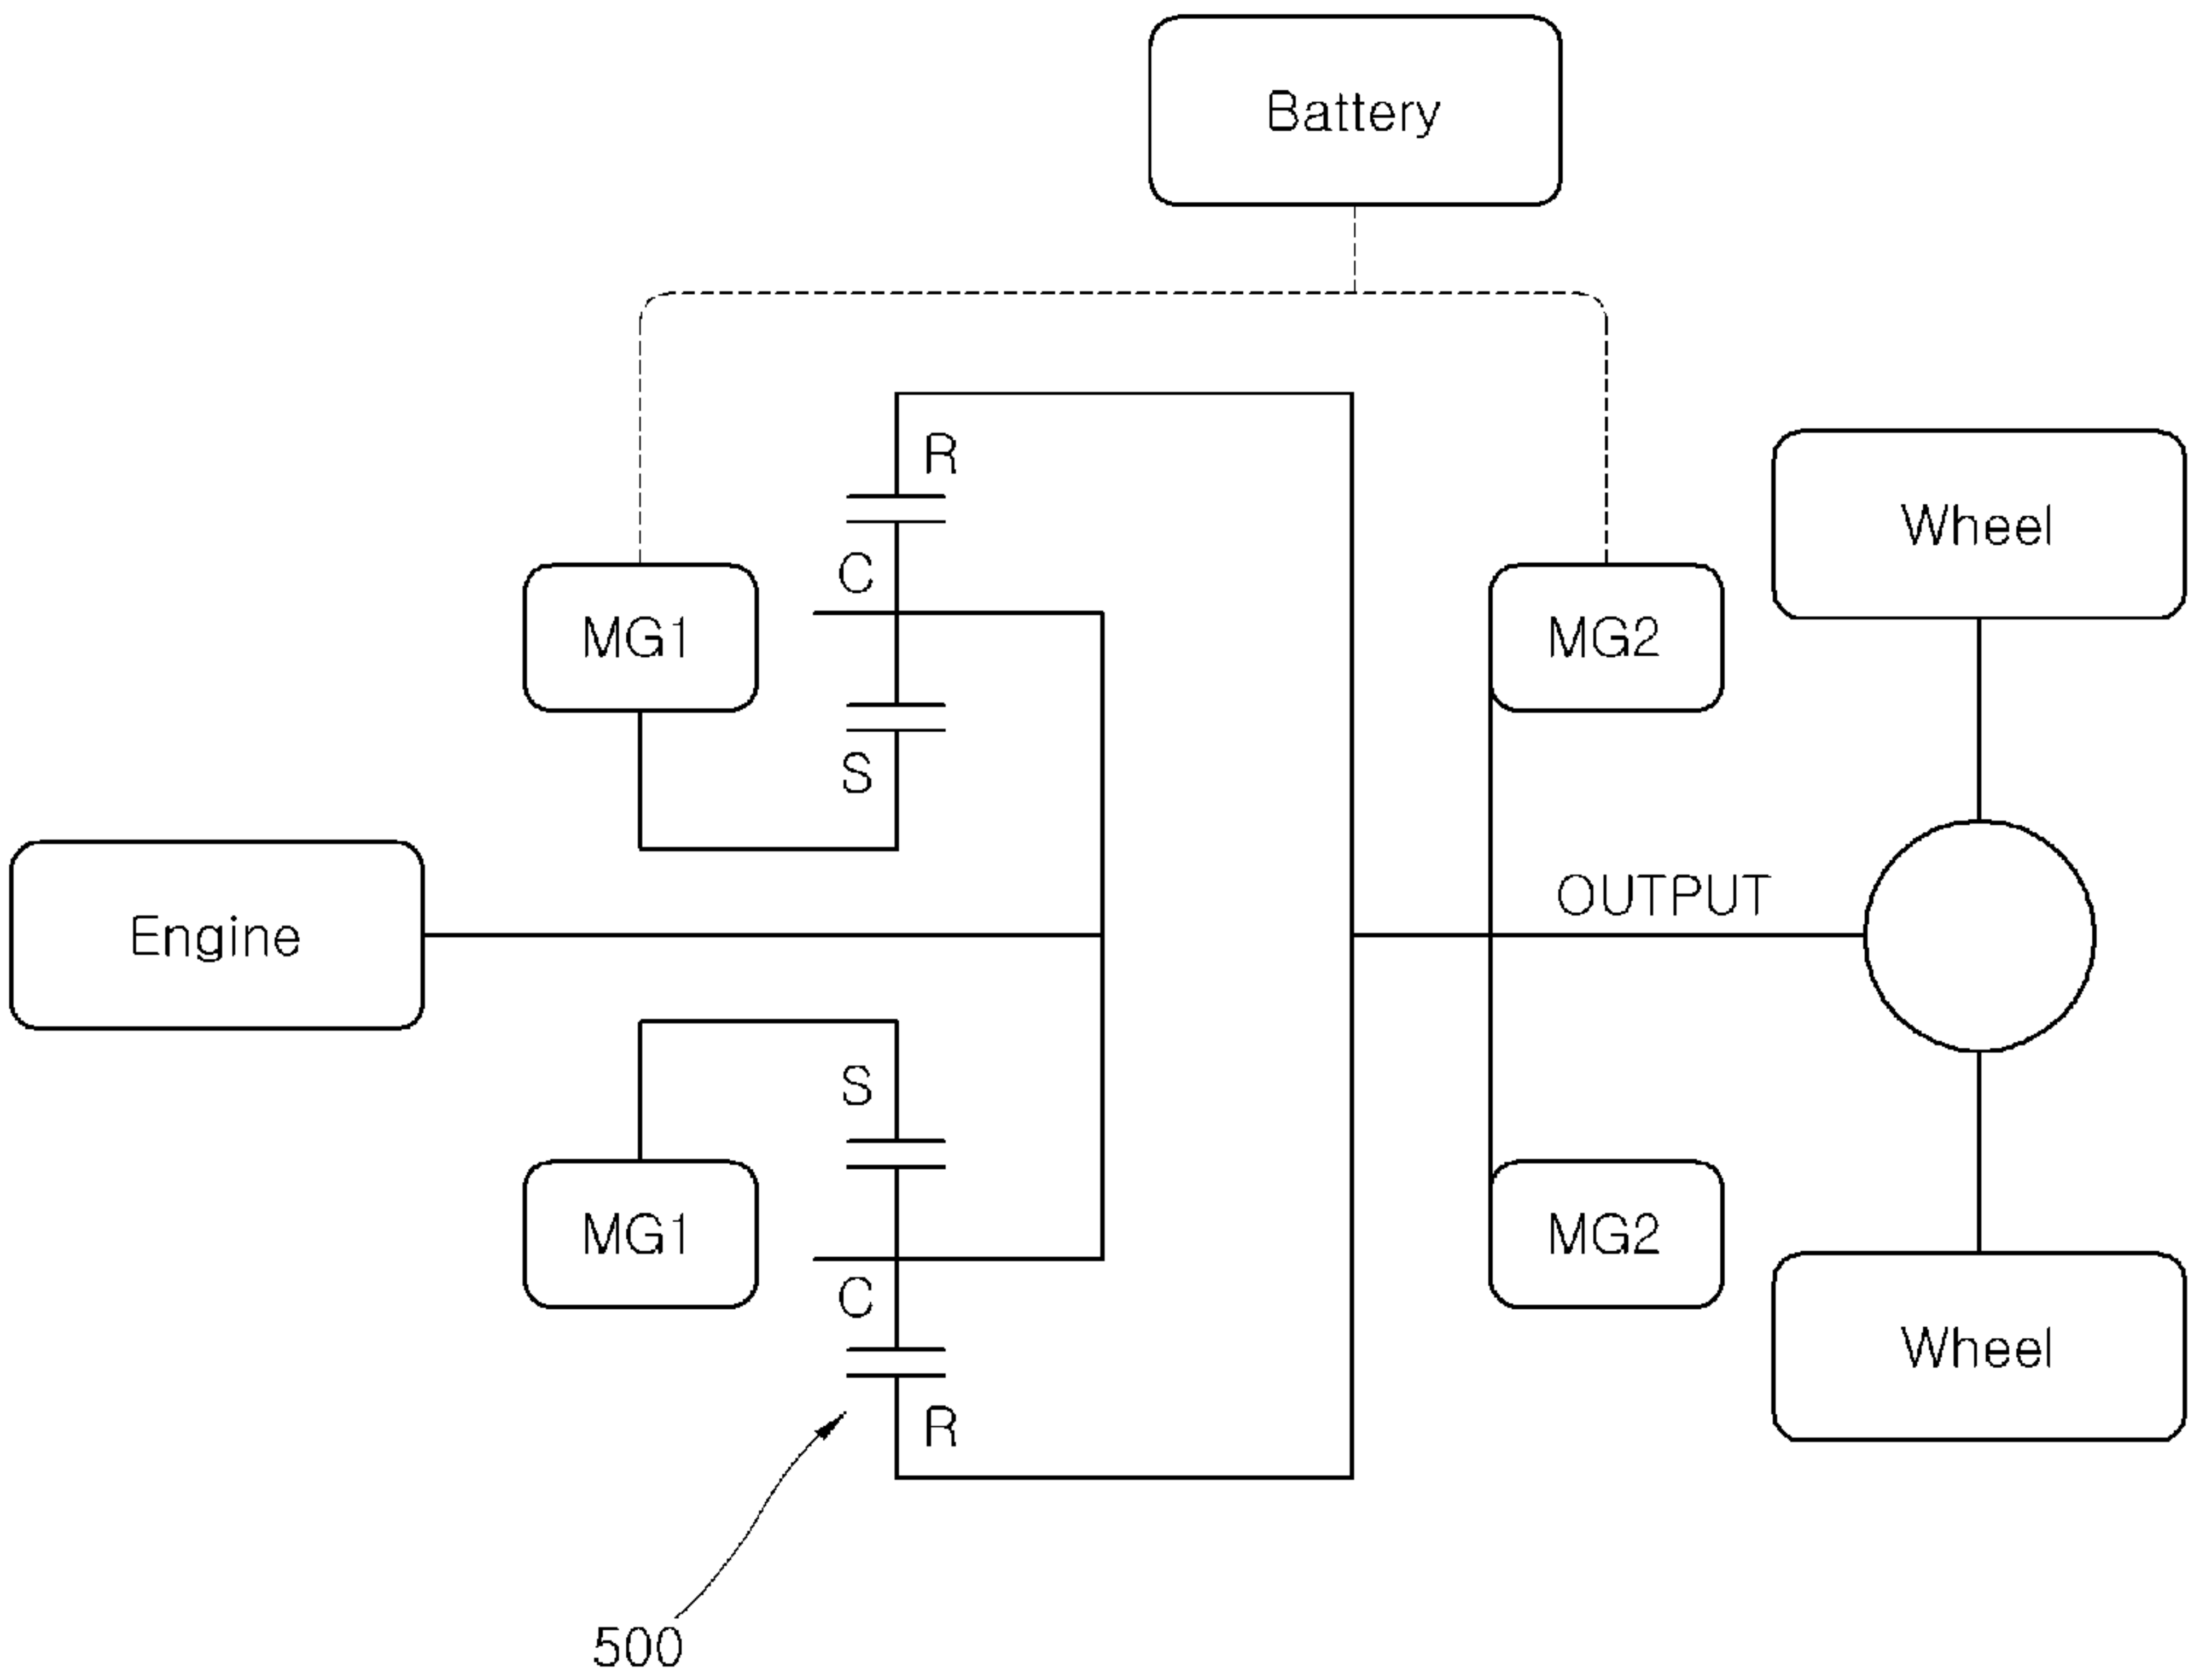 Battery
R
Wheel
C
MG1
MG2
S
OUTPUT
Engine
S
MG1
MG2
C
Wheel
R
500